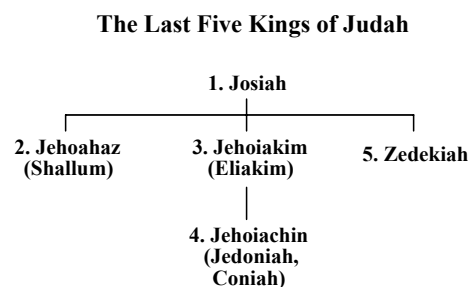 The Last Five Kings of Judah
1. Josiah
2. Jehoahaz
(Shallum)
3. Jehoiakim
(Eliakim)
5. Zedekiah
4. Jehoiachin
(Jedoniah,
Coniah)